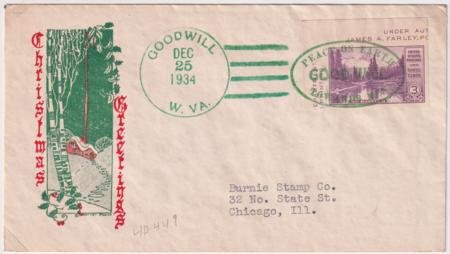 Christmas
Greetings
GOODWILL
DEC
25
1934
W. VA.
UNDER AUT
JAMES A. FARLEY, PO
PEACE ON EARTH
GOOD WILL
3
Burnie Stamp Co.
32 No. State St.
Chicago, Ill.
40449